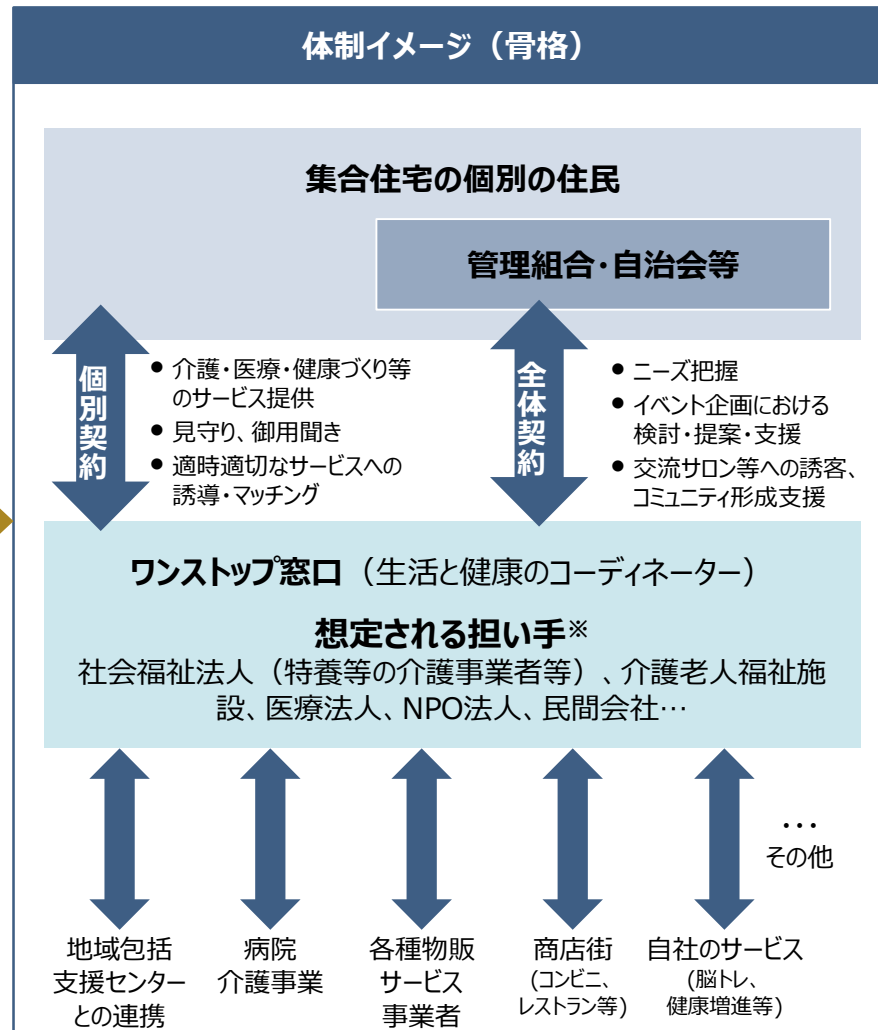 体制イメージ（骨格）
集合住宅の個別の住民
管理組合・自治会等
個別契約
● 介護・医療・健康づくり等
のサービス提供
● 見守り、御用聞き
● 適時適切なサービスへの
誘導・マッチング
全体契約
● ニーズ把握
● イベント企画における
検討・提案・支援
● 交流サロン等への誘客、
コミュニティ形成支援
ワンストップ窓口（生活と健康のコーディネーター）
想定される担い手※
社会福祉法人（特養等の介護事業者等）、介護老人福祉施
設、医療法人、NPO法人、民間会社…
地域包括
支援センター
との連携
病院
介護事業
各種物販
サービス
事業者
商店街
(コンビニ、
レストラン等)
自社のサービス
(脳トレ、
健康増進等)
・・・
その他